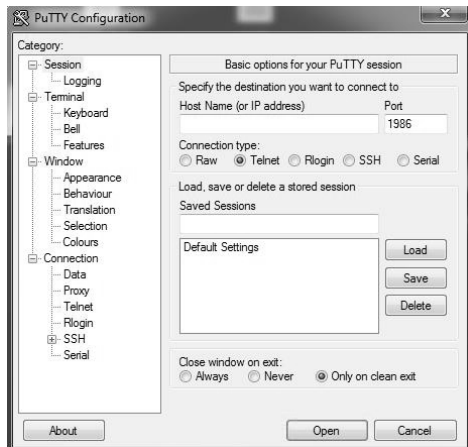 PuTTY Configuration
X
Category:
Session
Logging
Terminal
Keyboard
Bell
Features
Window
Appearance
Behaviour
Translation
Selection
Colours
Connection
Data
Proxy
Telnet
Rlogin
SSH
Serial
Basic options for your PuTTY session
Specify the destination you want to connect to
Host Name (or IP address) Port
1986
Connection type:
Raw Telnet Rlogin SSH Serial
Load, save or delete a stored session
Saved Sessions
Default Settings
Load
Save
Delete
Close window on exit:
Always Never Only on clean exit
About Open Cancel